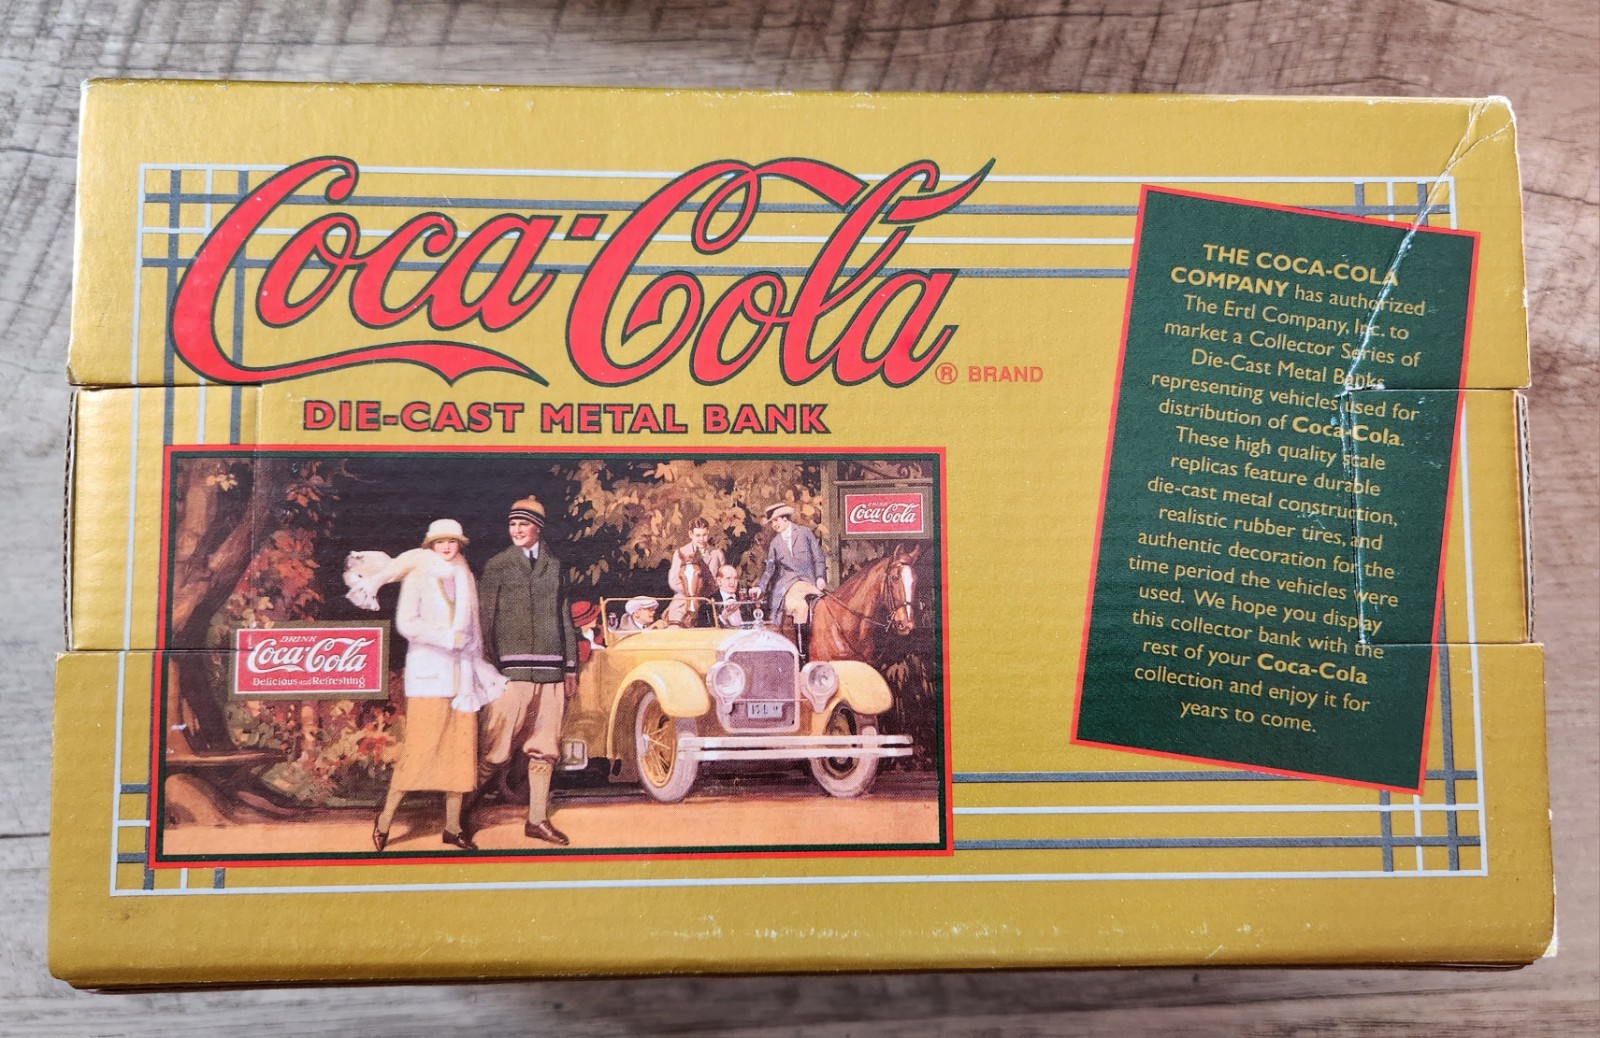 Coca-Cola
® BRAND
DIE-CAST METAL BANK
Coca-Cola
DRINK
Coca-Cola
Delicious and Refreshing
THE COCA-COLA
COMPANY has authorized
The Ertl Company, Inc. to
market a Collector Series of
Die-Cast Metal Banks
representing vehicles used for
distribution of Coca-Cola.
These high quality scale
replicas feature durable
die-cast metal construction,
realistic rubber tires, and
authentic decoration for the
time period the vehicles were
used. We hope you display
this collector bank with the
rest of your Coca-Cola
collection and enjoy it for
years to come.